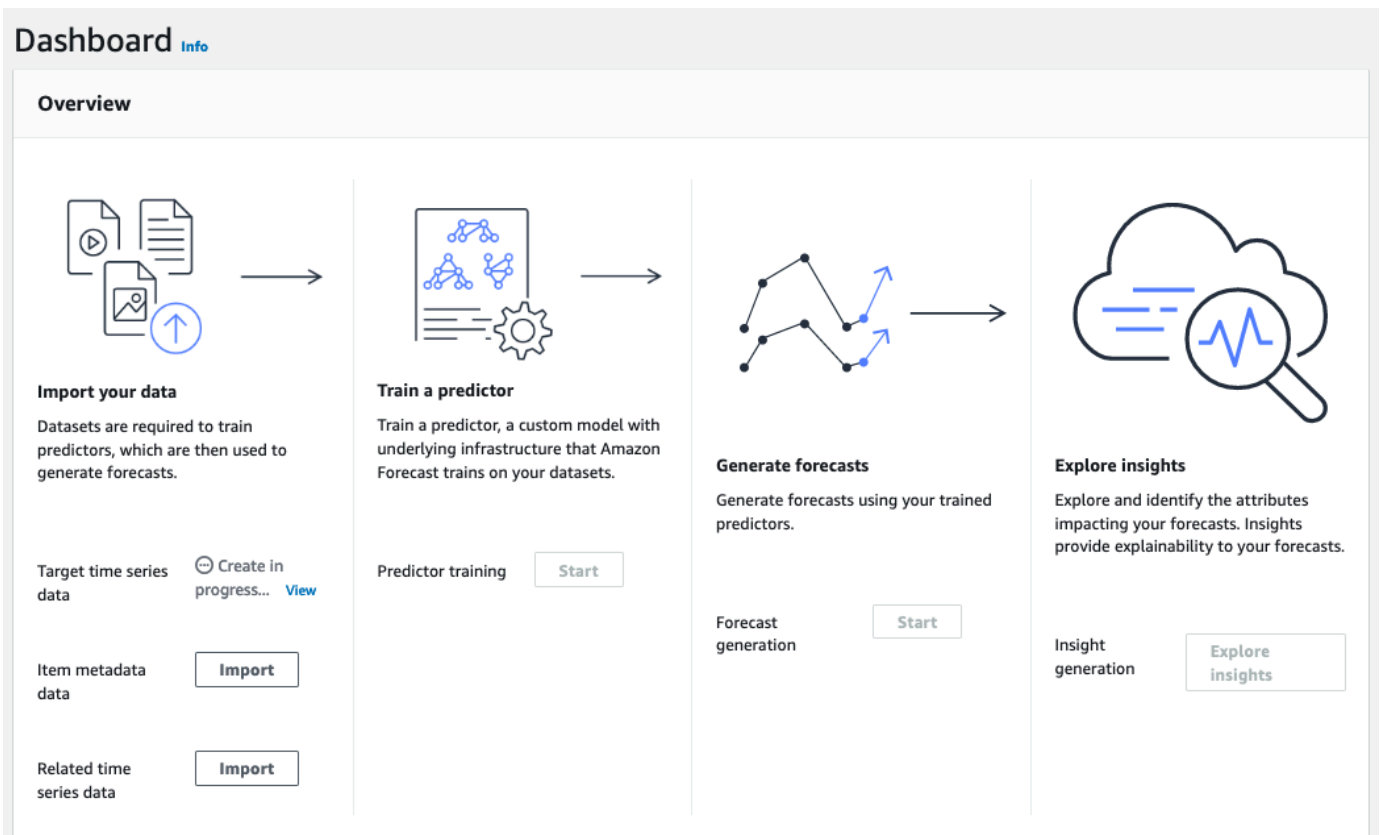 Dashboard Info
Overview
Import your data
Datasets are required to train
predictors, which are then used to
generate forecasts.
Target time series
data
Create in
progress... View
Item metadata
data
Import
Related time
series data
Import
Train a predictor
Train a predictor, a custom model with
underlying infrastructure that Amazon
Forecast trains on your datasets.
Predictor training
Start
Generate forecasts
Generate forecasts using your trained
predictors.
Forecast
generation
Start
Explore insights
Explore and identify the attributes
impacting your forecasts. Insights
provide explainability to your forecasts.
Insight
generation
Explore
insights